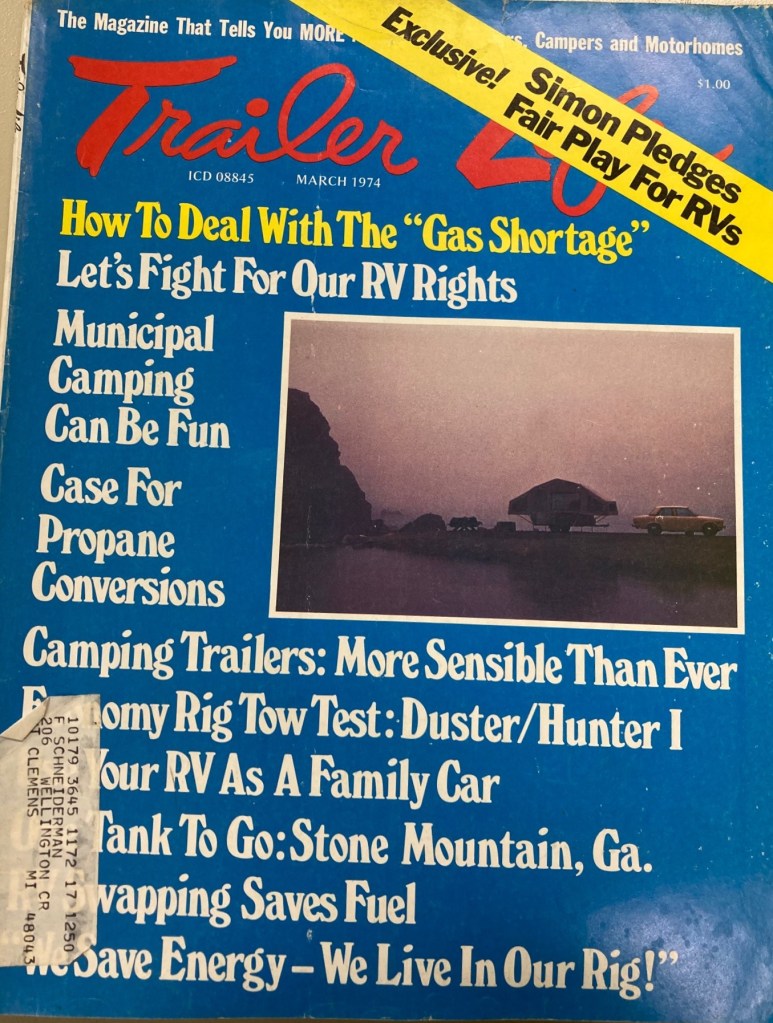 The Magazine That Tells You MORE
Campers and Motorhomes
Exclusive! Simon Pledges
Fair Play For RVs
$1.00
Trailer
ICD 08845 MARCH 1974
How To Deal With The “Gas Shortage”
Let's Fight For Our RV Rights
Municipal
Camping
Can Be Fun
Case For
Propane
Conversions
Camping Trailers: More Sensible Than Ever
omy Rig Tow Test: Duster/Hunter I
Your RV As A Family Car
Tank To Go: Stone Mountain, Ga.
wapping Saves Fuel
“We Save Energy – We Live In Our Rig!”
10179 3645 1172 17 1250
F SCHNEIDERMAN
206 WELLINGTON CR
T CLEMENS MI 48043